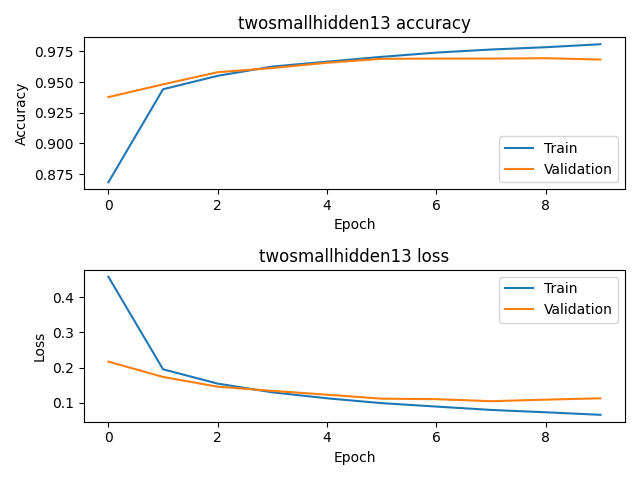 twosmallhidden13 accuracy
0.975
0.950
0.925
0.900
0.875
Accuracy
Train
Validation
0 2 4 6 8
Epoch
twosmallhidden13 loss
0.4
0.3
0.2
0.1
Loss
Train
Validation
0 2 4 6 8
Epoch